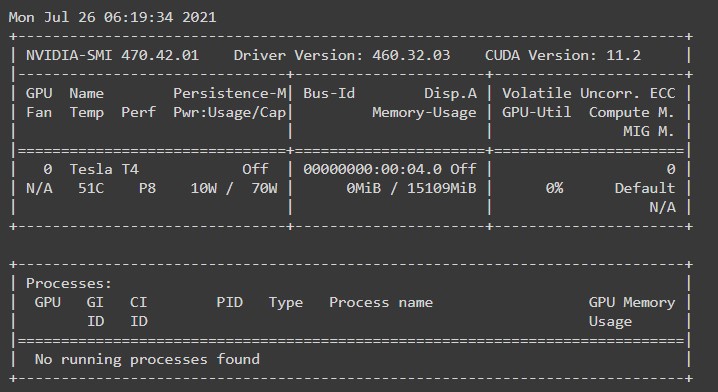 Mon Jul 26 06:19:34 2021
+-----------------------------------------------------------------------------+
| NVIDIA-SMI 470.42.01    Driver Version: 460.32.03    CUDA Version: 11.2     |
|-------------------------------+----------------------+----------------------+
| GPU  Name        Persistence-M| Bus-Id        Disp.A | Volatile Uncorr. ECC |
| Fan  Temp  Perf  Pwr:Usage/Cap|         Memory-Usage | GPU-Util  Compute M. |
|                               |                      |               MIG M. |
|===============================+======================+======================|
|   0  Tesla T4            Off  | 00000000:00:04.0 Off |                    0 |
| N/A   51C    P8    10W /  70W |      0MiB / 15109MiB |      0%      Default |
|                               |                      |                  N/A |
+-------------------------------+----------------------+----------------------+
+-----------------------------------------------------------------------------+
| Processes:                                                                  |
|  GPU   GI   CI        PID   Type   Process name                  GPU Memory |
|        ID   ID                                                   Usage      |
|=============================================================================|
|  No running processes found                                                 |
+-----------------------------------------------------------------------------+